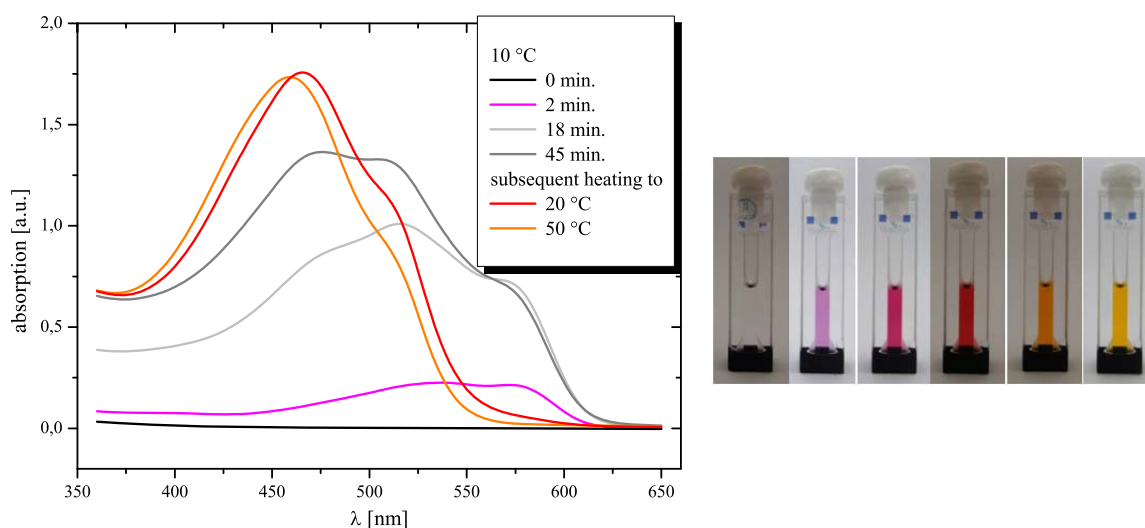 2,0
1,5
1,0
0,5
0,0
absorption [a.u.]
350
400
450
500
550
600
650
λ [nm]
10 °C
0 min.
2 min.
18 min.
45 min.
subsequent heating to
20 °C
50 °C